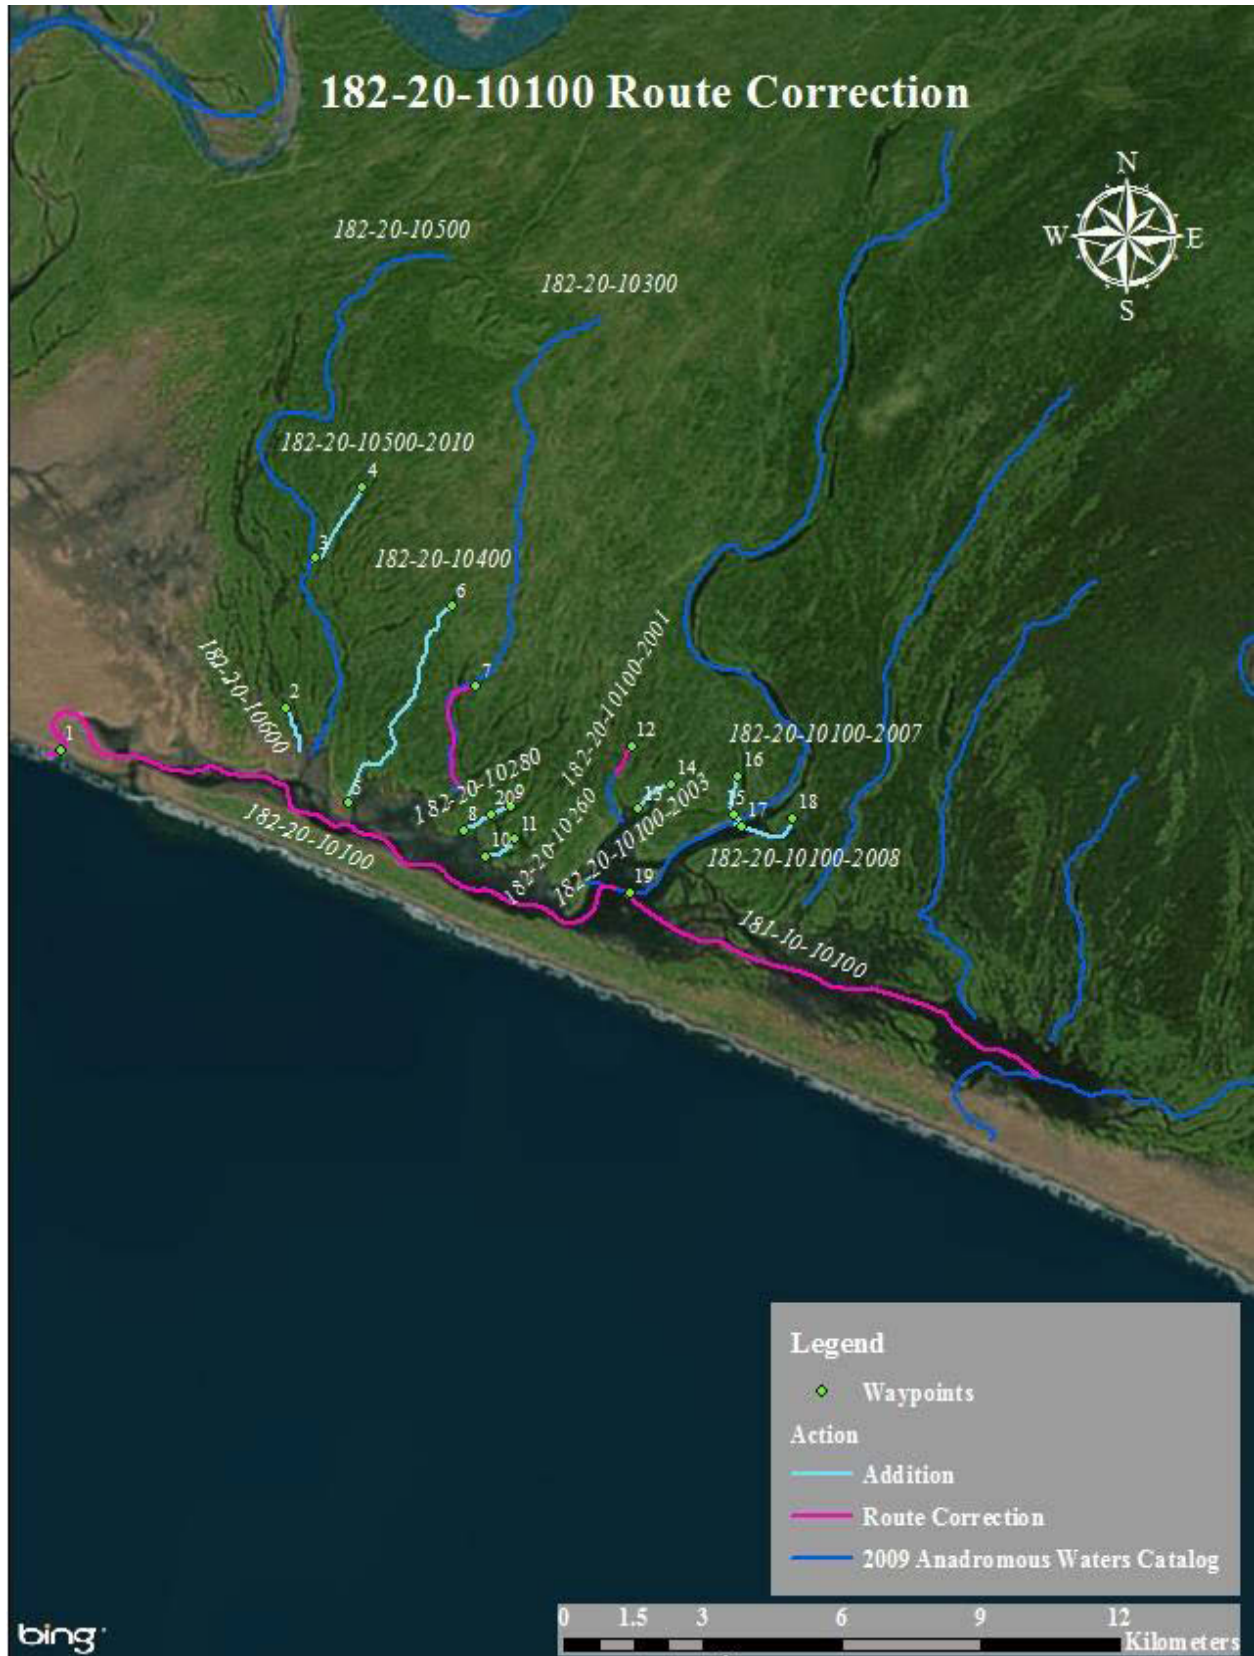 182-20-10100 Route Correction
N
W E
S
182-20-10500
182-20-10300
182-20-10500-2010
4
3
182-20-10400
6
182-20-10600
2
7
182-20-10100-2001
1
12
182-20-10100-2007
16
14
13
5
182-20-10280
8
209
15
17
18
182-20-10100
10
11
182-20-10260
182-20-10100-2003
182-20-10100-2008
19
181-10-10100
Legend
Waypoints
Action
Addition
Route Correction
2009 Anadromous Waters Catalog
0 1.5 3 6 9 12
Kilometers
bing